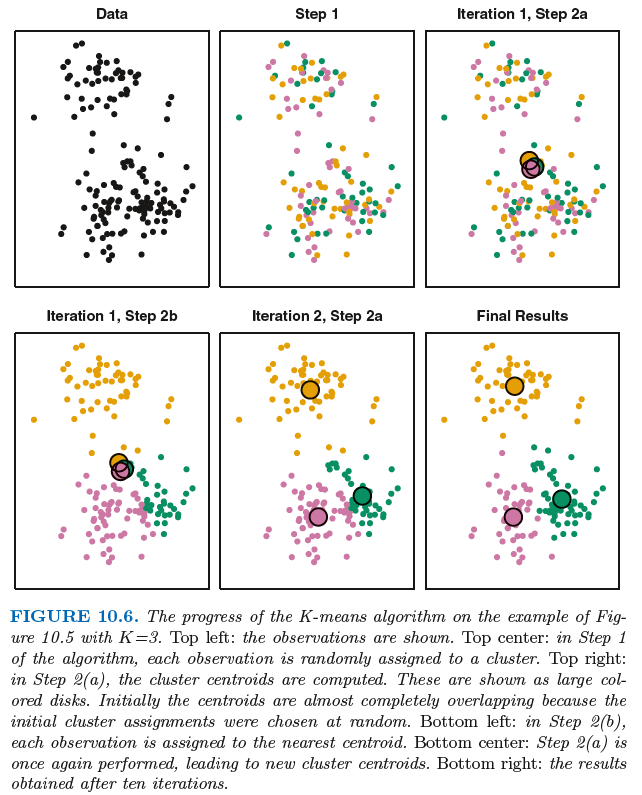 Data
Step 1
Iteration 1, Step 2a
Iteration 1, Step 2b
Iteration 2, Step 2a
Final Results
FIGURE 10.6. The progress of the K-means algorithm on the example of Fig-
ure 10.5 with K=3. Top left: the observations are shown. Top center: in Step 1
of the algorithm, each observation is randomly assigned to a cluster. Top right:
in Step 2(a), the cluster centroids are computed. These are shown as large col-
ored disks. Initially the centroids are almost completely overlapping because the
initial cluster assignments were chosen at random. Bottom left: in Step 2(b),
each observation is assigned to the nearest centroid. Bottom center: Step 2(a) is
once again performed, leading to new cluster centroids. Bottom right: the results
obtained after ten iterations.